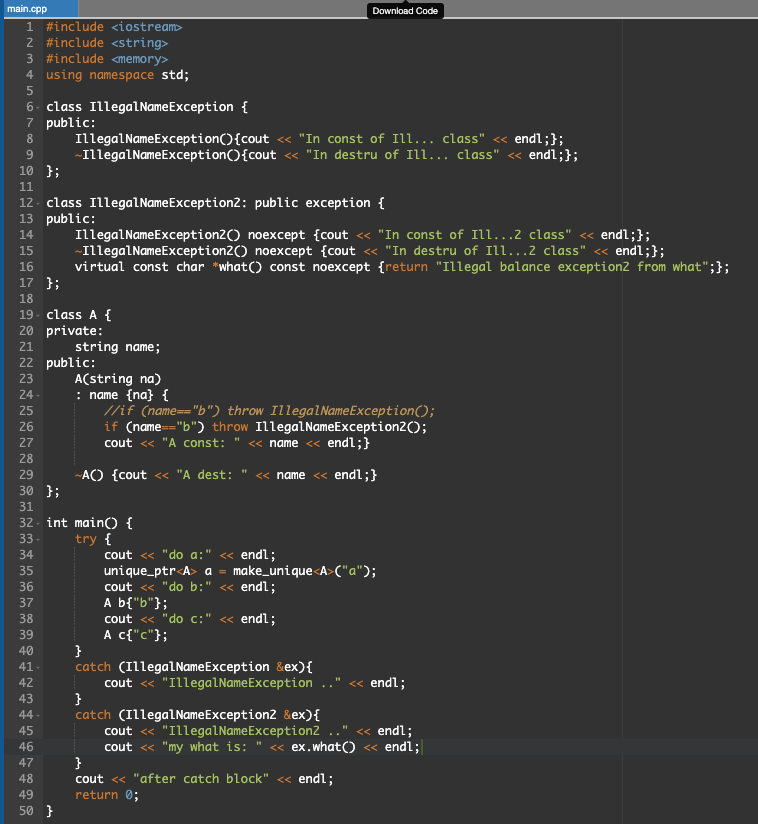 main.cpp
Download Code
1 #include <iostream>
2 #include <string>
3 #include <memory>
4 using namespace std;
5
6 class IllegalNameException {
7 public:
8 IllegalNameException(){cout << "In const of Ill... class" << endl;};
9 ~IllegalNameException(){cout << "In destru of Ill... class" << endl;};
10 };
11
12 class IllegalNameException2: public exception {
13 public:
14 IllegalNameException2() noexcept {cout << "In const of Ill...2 class" << endl;};
15 ~IllegalNameException2() noexcept {cout << "In destru of Ill...2 class" << endl;};
16 virtual const char *what() const noexcept {return "Illegal balance exception2 from what";};
17 };
18
19 class A {
20 private:
21 string name;
22 public:
23 A(string na)
24 : name {na} {
25 //if (name=="b") throw IllegalNameException();
26 if (name=="b") throw IllegalNameException2();
27 cout << "A const: " << name << endl;}
28
29 ~A() {cout << "A dest: " << name << endl;}
30 };
31
32 int main() {
33 try {
34 cout << "do a:" << endl;
35 unique_ptr<A> a = make_unique<A>("a");
36 cout << "do b:" << endl;
37 A b{"b"};
38 cout << "do c:" << endl;
39 A c{"c"};
40 }
41 catch (IllegalNameException &ex){
42 cout << "IllegalNameException .." << endl;
43 }
44 catch (IllegalNameException2 &ex){
45 cout << "IllegalNameException2 .." << endl;
46 cout << "my what is: " << ex.what() << endl;
47 }
48 cout << "after catch block" << endl;
49 return 0;
50 }